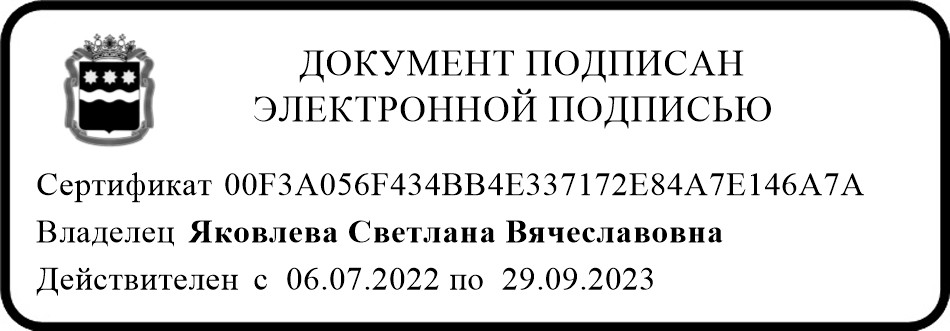 ДОКУМЕНТ ПОДПИСАН
ЭЛЕКТРОННОЙ ПОДПИСЬЮ
Сертификат 00F3A056F434BB4E337172E84A7E146A7A
Владелец Яковлева Светлана Вячеславовна
Действителен с 06.07.2022 по 29.09.2023